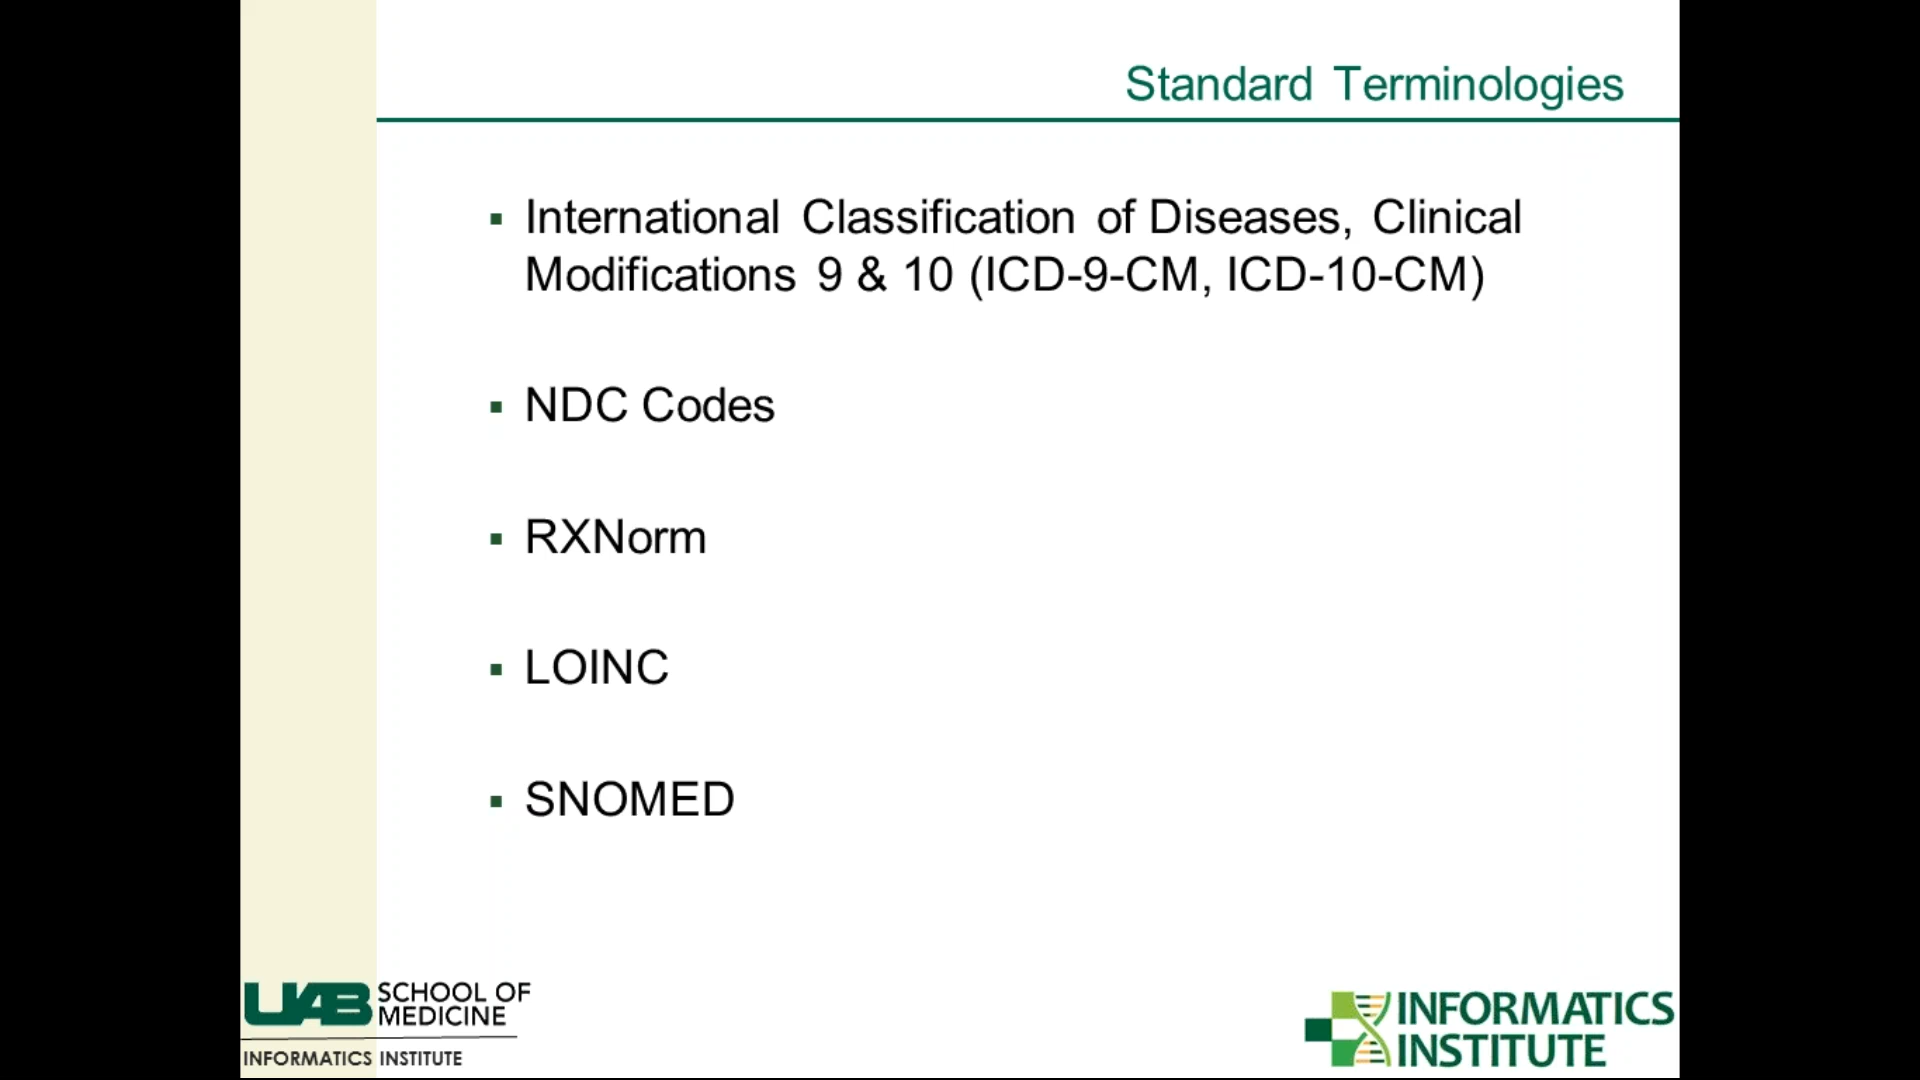 Standard Terminologies
▪ International Classification of Diseases, Clinical
Modifications 9 & 10 (ICD-9-CM, ICD-10-CM)
▪ NDC Codes
▪ RXNorm
▪ LOINC
▪ SNOMED
UAB SCHOOL OF
MEDICINE
INFORMATICS INSTITUTE
INFORMATICS
INSTITUTE